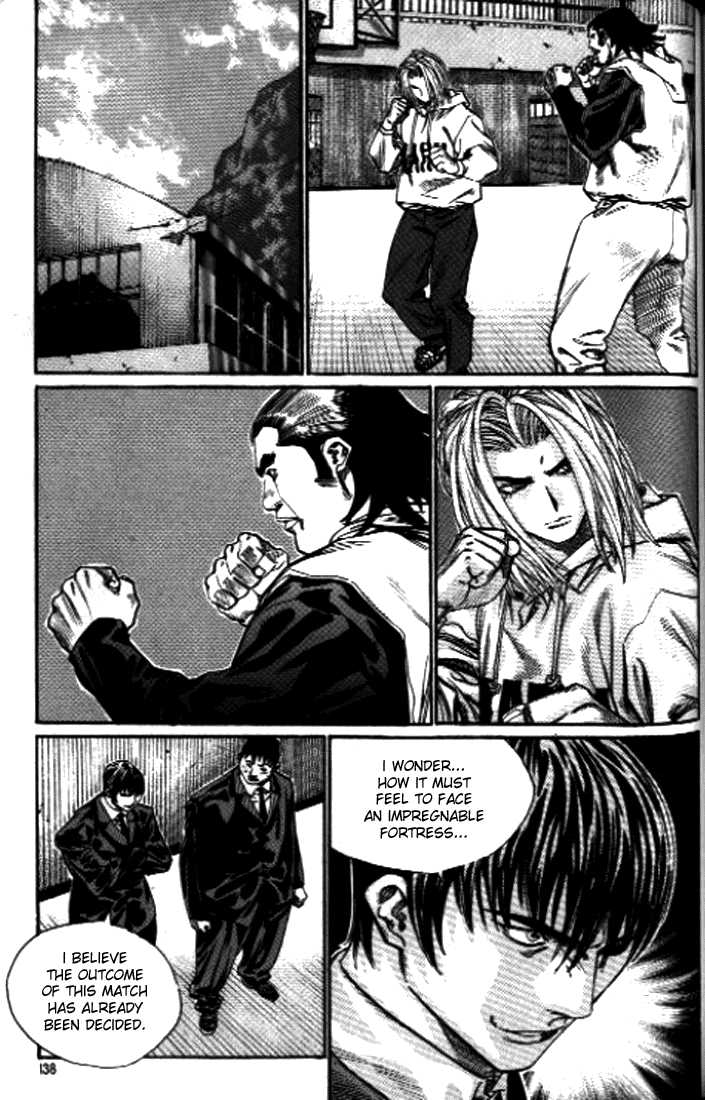 I WONDER...
HOW IT MUST
FEEL TO FACE
AN IMPREGNABLE
FORTRESS...
I BELIEVE
THE OUTCOME
OF THIS MATCH
HAS ALREADY
BEEN DECIDED.
138